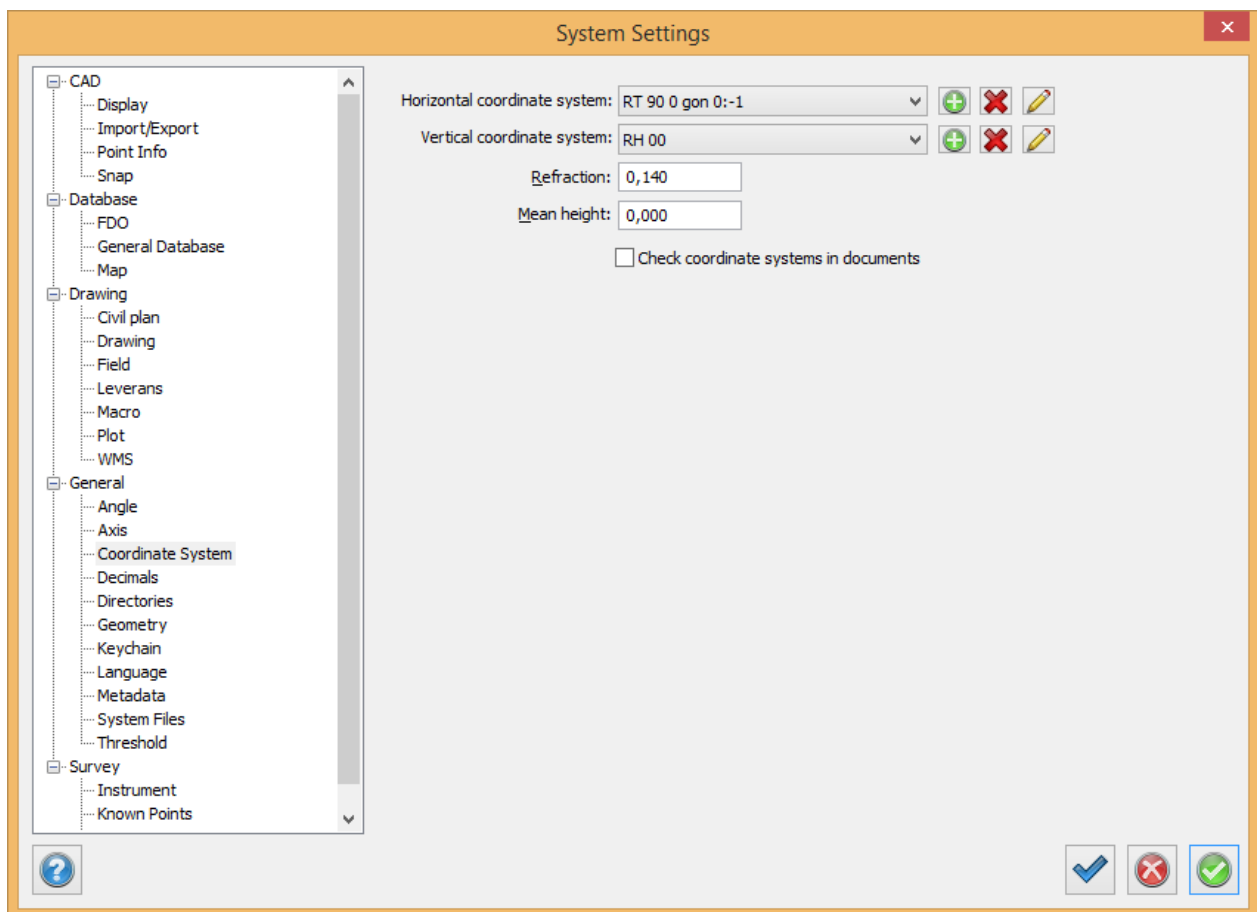 System Settings
CAD
Display
Import/Export
Point Info
Snap
Database
FDO
General Database
Map
Drawing
Civil plan
Drawing
Field
Leverans
Macro
Plot
WMS
General
Angle
Axis
Coordinate System
Decimals
Directories
Geometry
Keychain
Language
Metadata
System Files
Threshold
Survey
Instrument
Known Points
Horizontal coordinate system: RT 90 0 gon 0:-1
Vertical coordinate system: RH 00
Refraction: 0,140
Mean height: 0,000
Check coordinate systems in documents